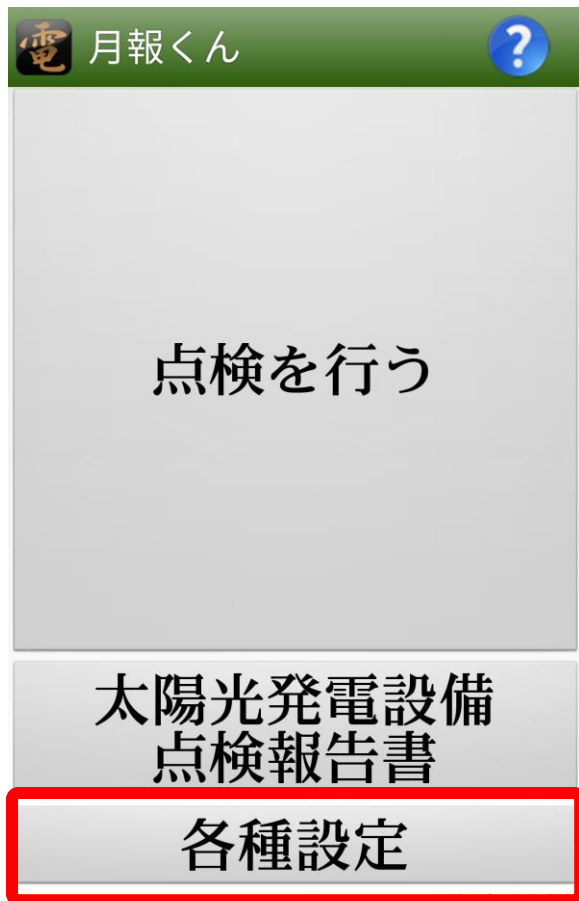 電 月報くん ?
点検を行う
太陽光発電設備
点検報告書
各種設定